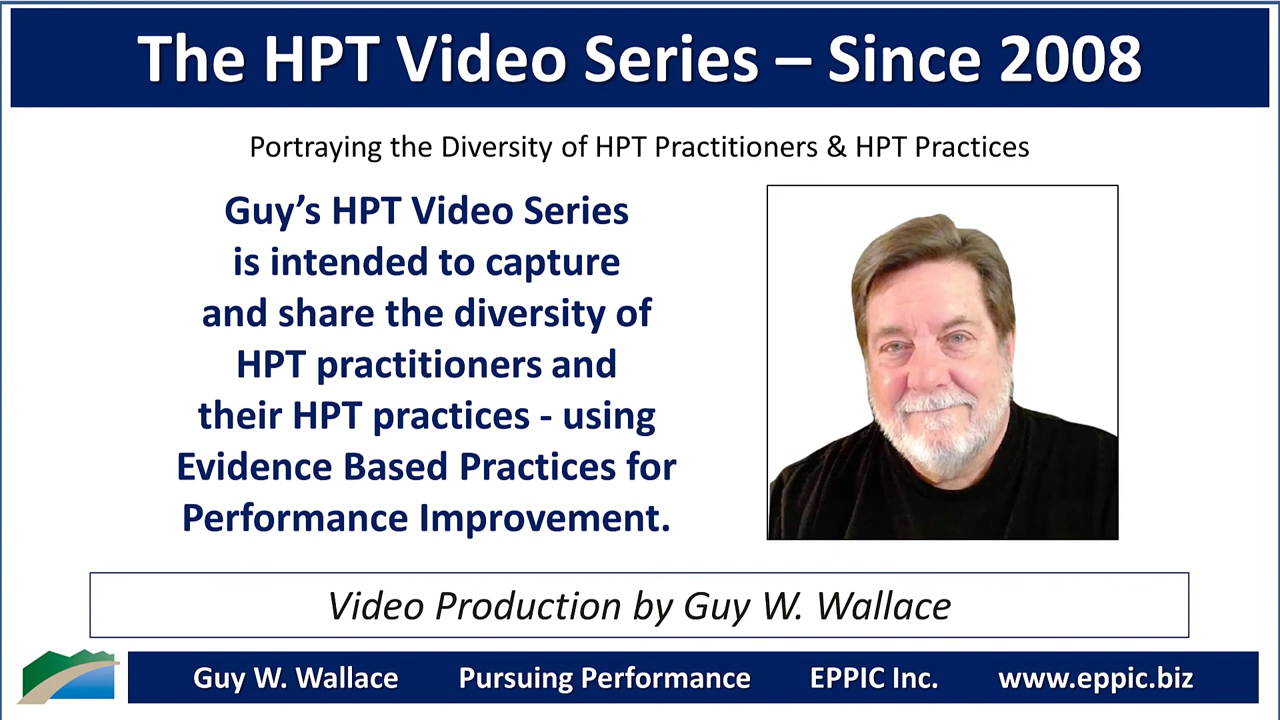 The HPT Video Series – Since 2008
Portraying the Diversity of HPT Practitioners & HPT Practices
Guy’s HPT Video Series
is intended to capture
and share the diversity of
HPT practitioners and
their HPT practices - using
Evidence Based Practices for
Performance Improvement.
Video Production by Guy W. Wallace
Guy W. Wallace Pursuing Performance EPPIC Inc. www.eppic.biz